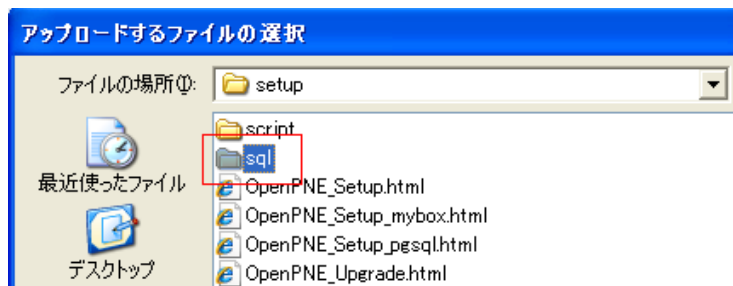 アップロードするファイルの選択
ファイルの場所(I):
setup
script
sql
最近使ったファイル
OpenPNE_Setup.html
OpenPNE_Setup_mybox.html
OpenPNE_Setup_pgsql.html
デスクトップ
OpenPNE_Upgrade.html